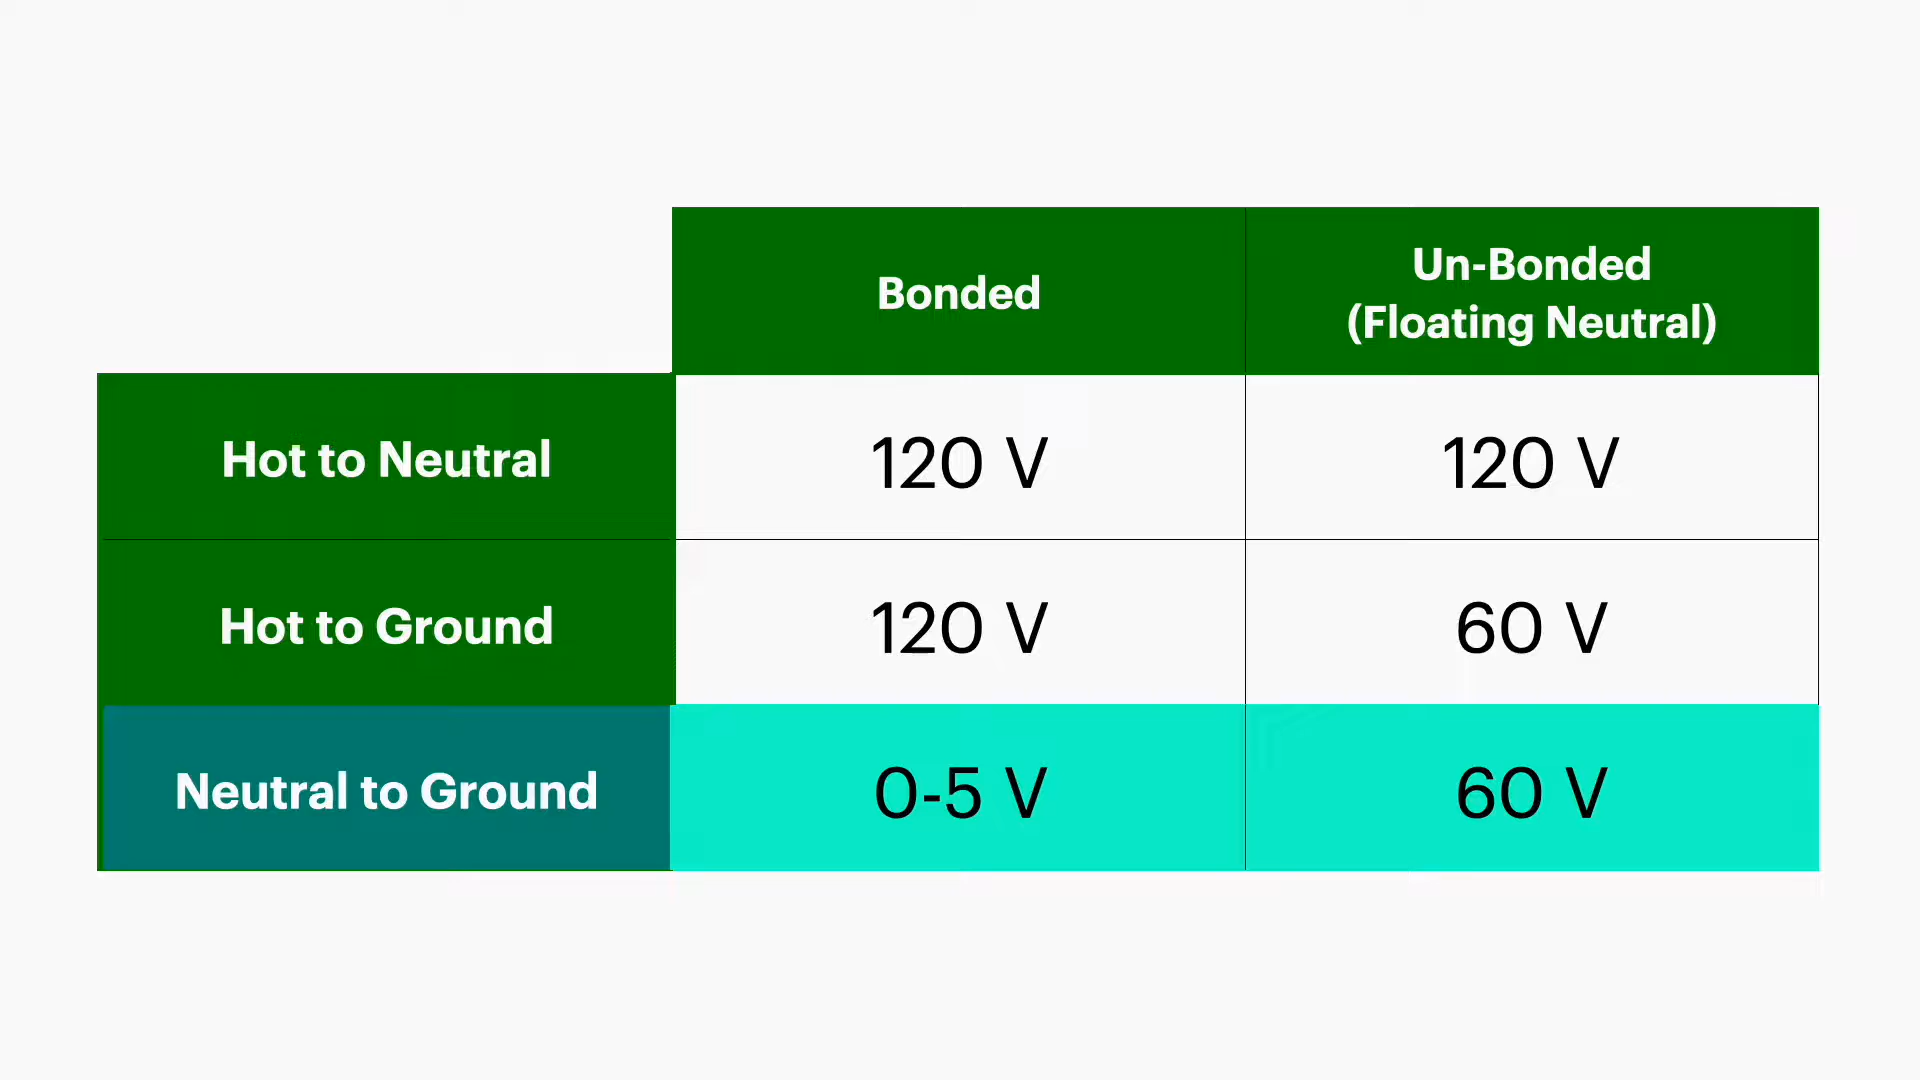 Bonded
Un-Bonded
(Floating Neutral)
Hot to Neutral
120 V
120 V
Hot to Ground
120 V
60 V
Neutral to Ground
0-5 V
60 V